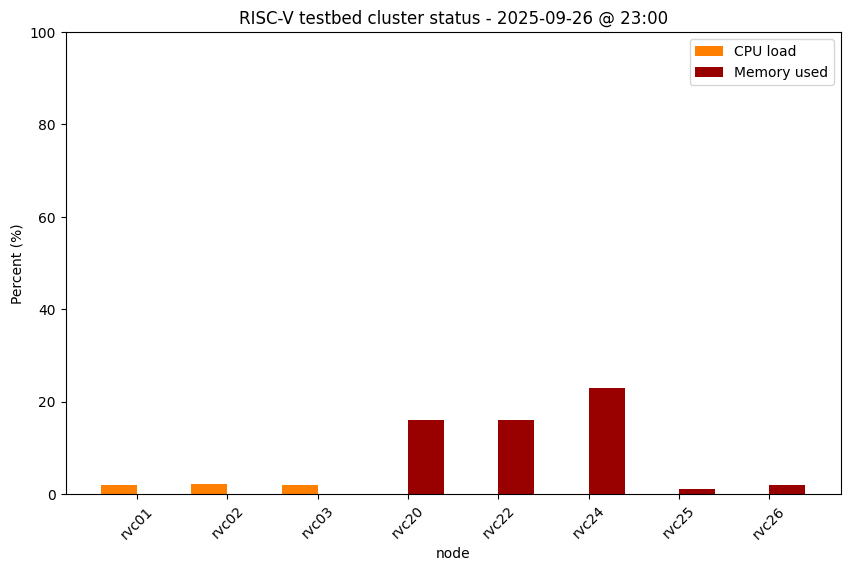 RISC-V testbed cluster status - 2025-09-26 @ 23:00
CPU load
Memory used
Percent (%)
100
80
60
40
20
0
rvc01
rvc02
rvc03
rvc20
rvc22
rvc24
rvc25
rvc26
node